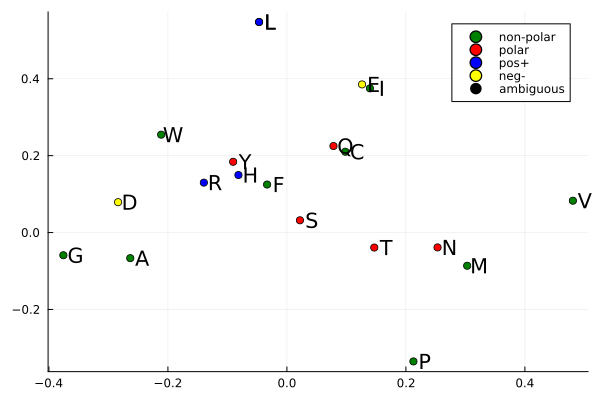 L
non-polar
polar
pos+
neg-
ambiguous
0.4
E
I
W
Q
C
0.2
Y
H
R
F
D
V
S
0.0
T
N
G
A
M
−0.2
P
−0.4
−0.2
0.0
0.2
0.4